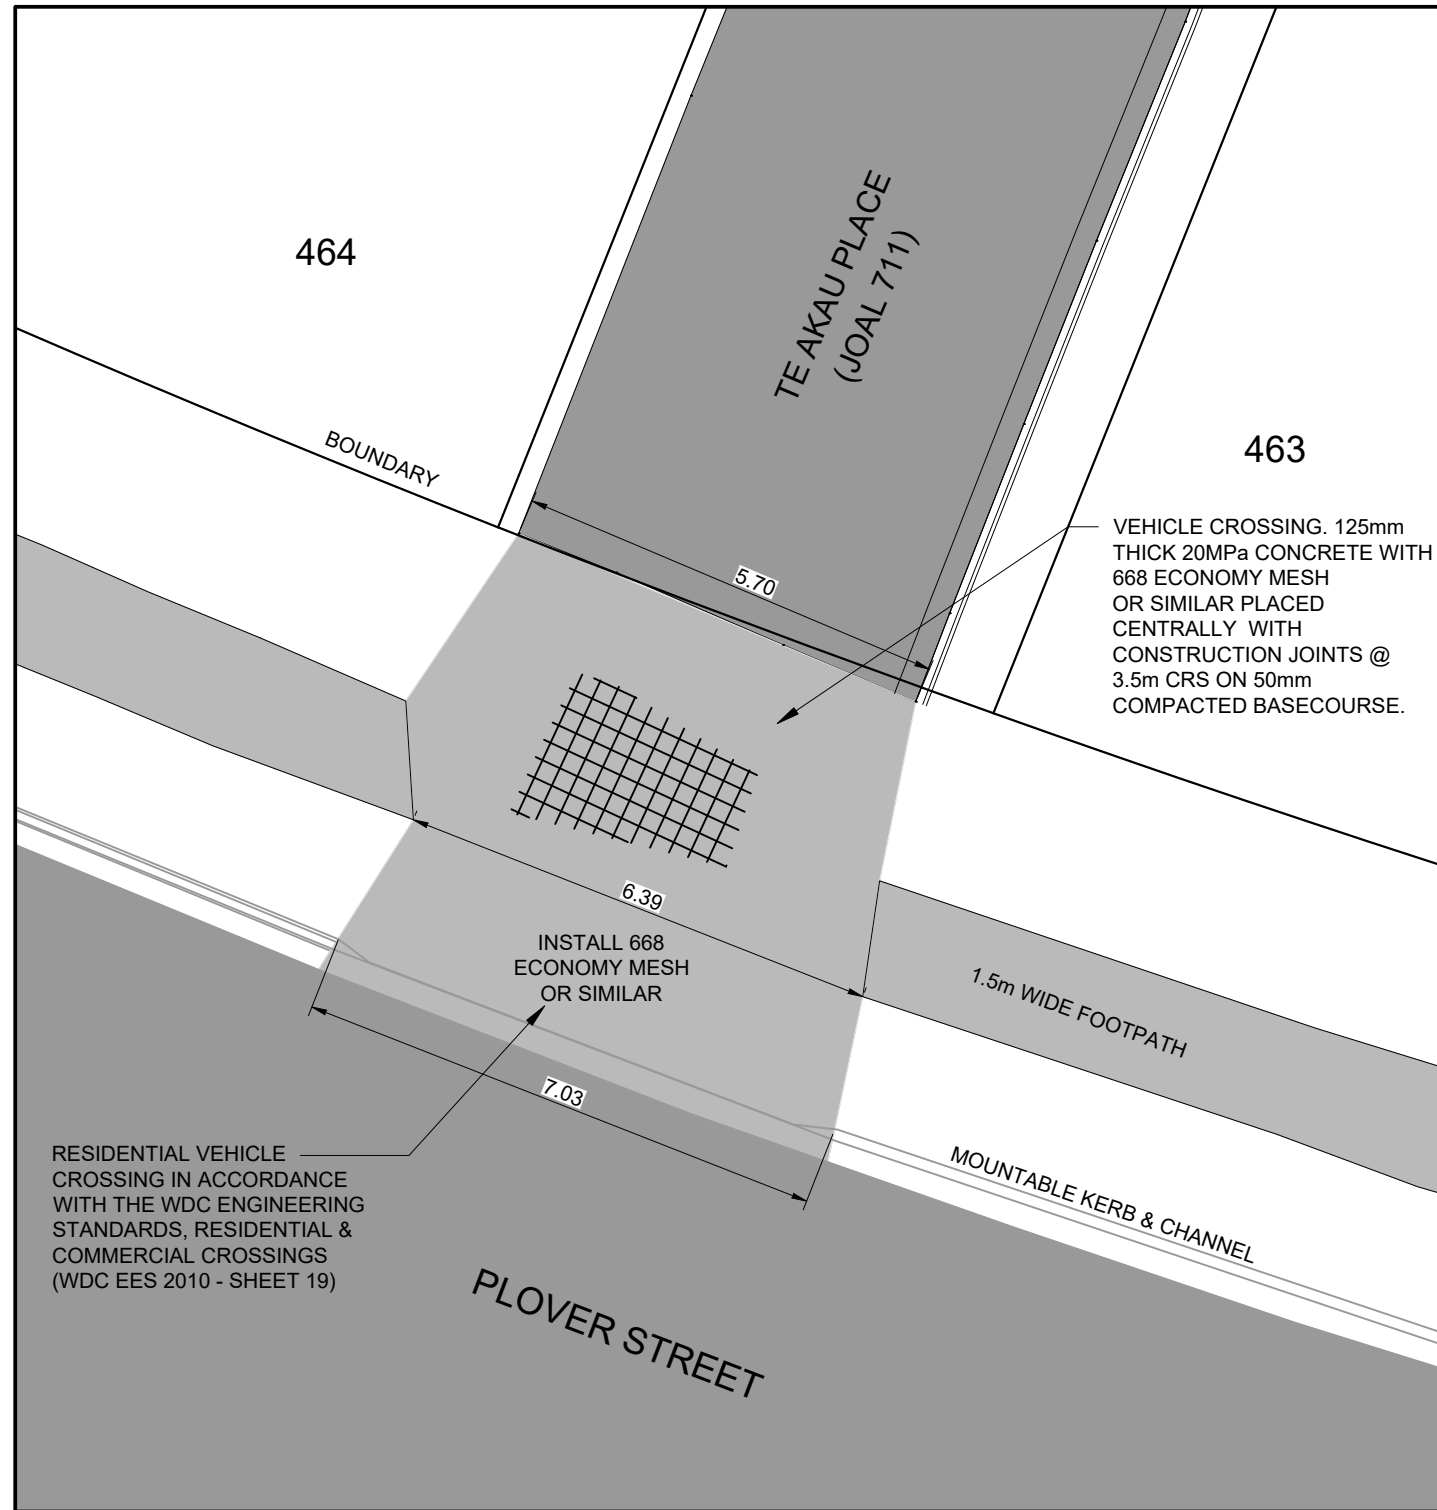 464
TE AKAU PLACE
(JOAL 711)
463
BOUNDARY
VEHICLE CROSSING. 125mm
THICK 20MPa CONCRETE WITH
668 ECONOMY MESH
OR SIMILAR PLACED
CENTRALLY WITH
CONSTRUCTION JOINTS @
3.5m CRS ON 50mm
COMPACTED BASECOURSE.
5.70
6.39
INSTALL 668
ECONOMY MESH
OR SIMILAR
1.5m WIDE FOOTPATH
7.03
RESIDENTIAL VEHICLE
CROSSING IN ACCORDANCE
WITH THE WDC ENGINEERING
STANDARDS, RESIDENTIAL &
COMMERCIAL CROSSINGS
(WDC EES 2010 - SHEET 19)
MOUNTABLE KERB & CHANNEL
PLOVER STREET